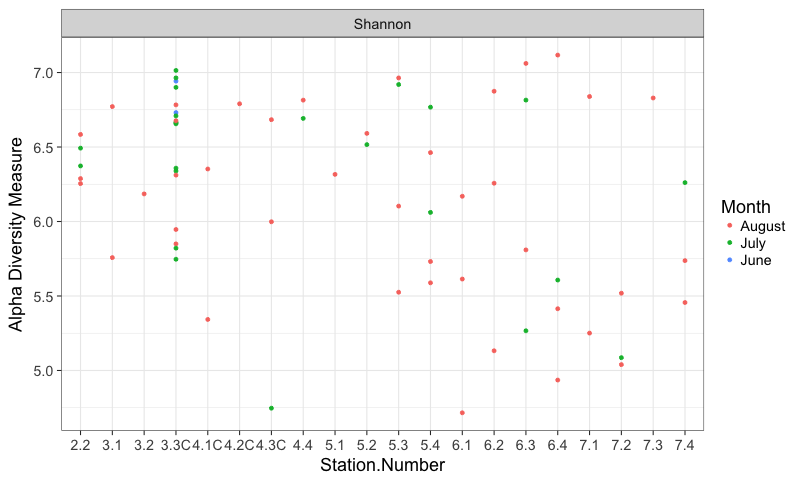 Shannon
7.0
6.5
6.0
5.5
5.0
Alpha Diversity Measure
2.2 3.1 3.2 3.3C 4.1C 4.2C 4.3C 4.4 5.1 5.2 5.3 5.4 6.1 6.2 6.3 6.4 7.1 7.2 7.3 7.4
Station.Number
Month
August
July
June